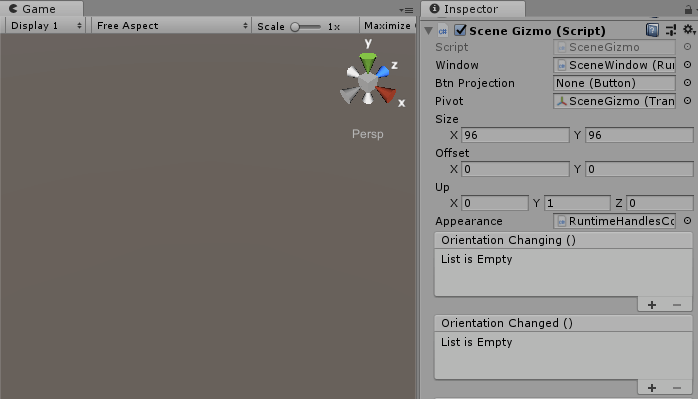 Game
Display 1
Free Aspect
Scale
1x
Maximize
y
z
x
Persp
Inspector
Scene Gizmo (Script)
Script
SceneGizmo
Window
SceneWindow (Rur
Btn Projection
None (Button)
Pivot
SceneGizmo (Tran
Size
X 96 Y 96
Offset
X 0 Y 0
Up
X 0 Y 1 Z 0
Appearance
RuntimeHandlesCo
Orientation Changing ()
List is Empty
Orientation Changed ()
List is Empty